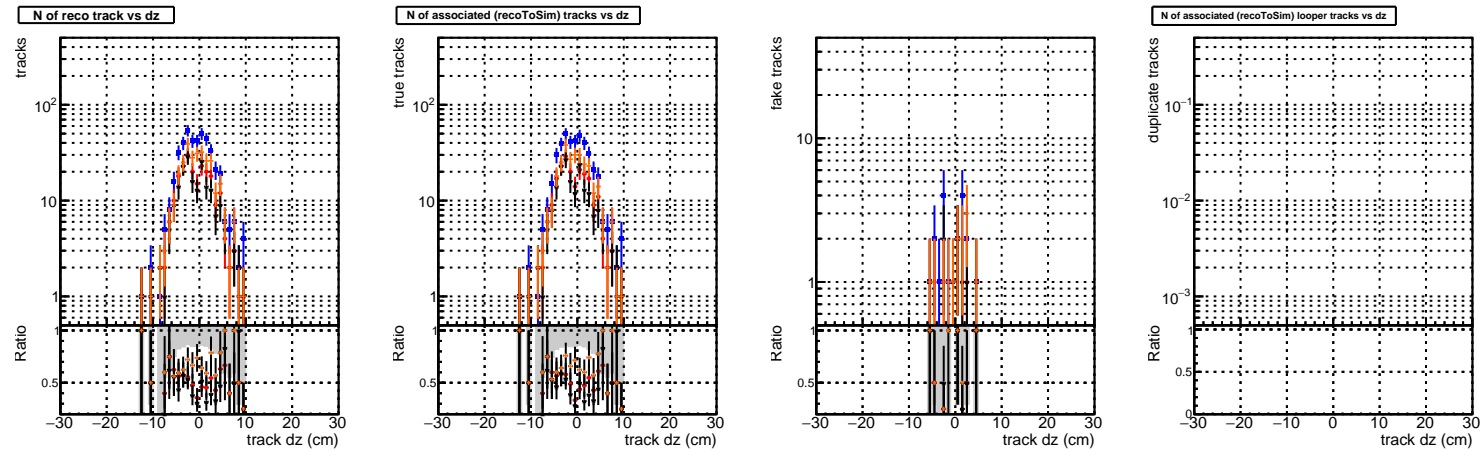 N of reco track vs dz
tracks
10²
10
1
Ratio
1
0.5
−30 −20 −10 0 10 20 30
track dz (cm)
N of associated (recoToSim) tracks vs dz
true tracks
10²
10
1
Ratio
1
0.5
−30 −20 −10 0 10 20 30
track dz (cm)
fake tracks
10
1
Ratio
1
0.5
−30 −20 −10 0 10 20 30
track dz (cm)
N of associated (recoToSim) looper tracks vs dz
duplicate tracks
10⁻¹
10⁻²
10⁻³
Ratio
1
0.5
0
−30 −20 −10 0 10 20 30
track dz (cm)